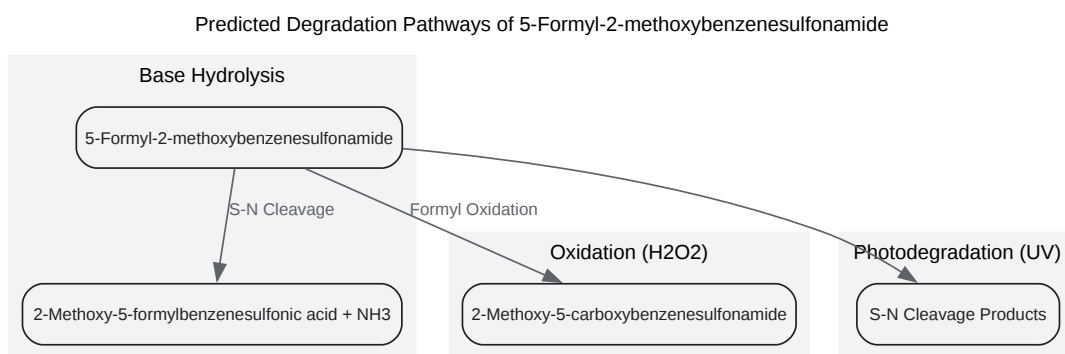 Predicted Degradation Pathways of 5-Formyl-2-methoxybenzenesulfonamide
Base Hydrolysis
5-Formyl-2-methoxybenzenesulfonamide
S-N Cleavage
Formyl Oxidation
Oxidation (H2O2)
Photodegradation (UV)
2-Methoxy-5-formylbenzenesulfonic acid + NH3
2-Methoxy-5-carboxybenzenesulfonamide
S-N Cleavage Products